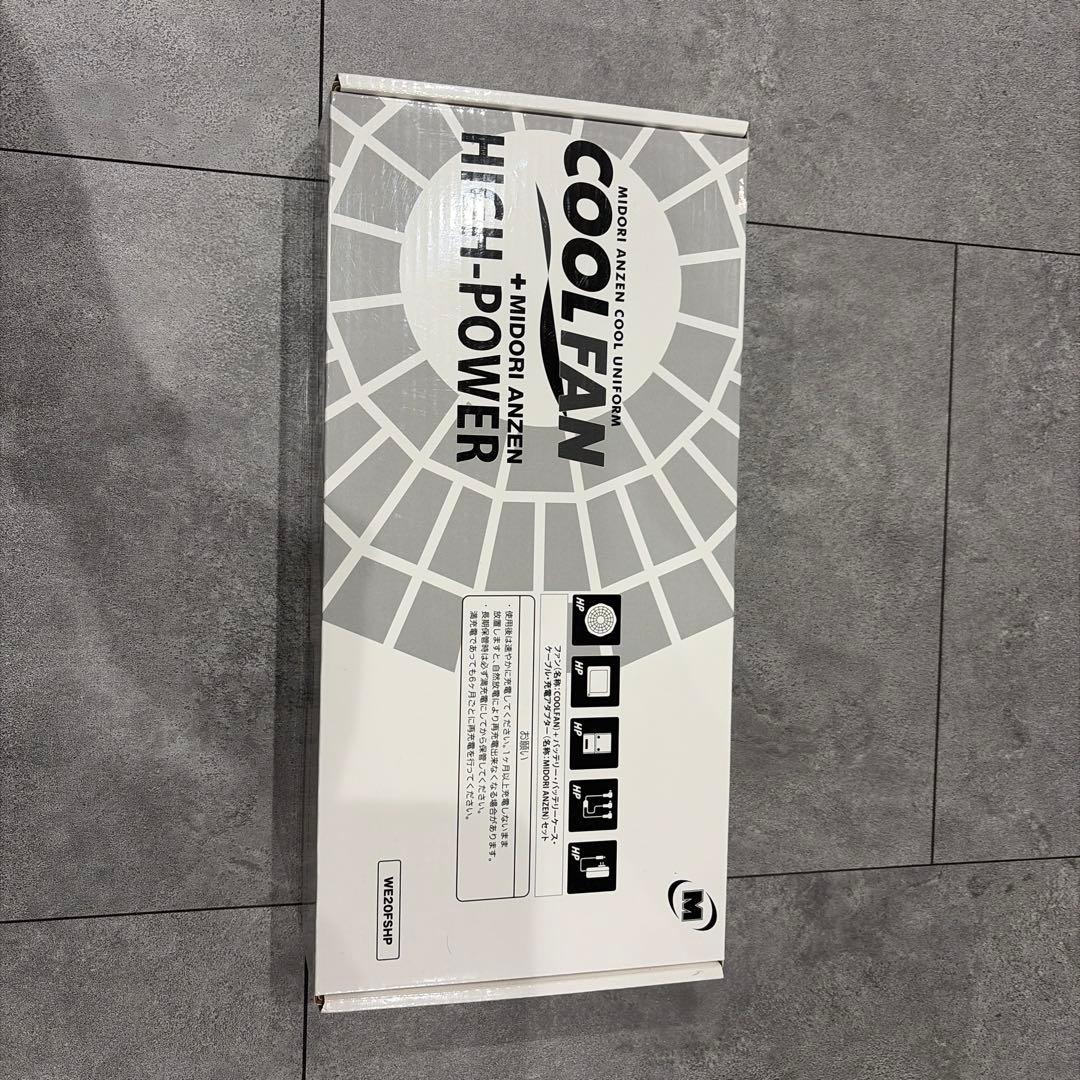 MIDORI ANZEN COOL UNIFORM
COOLFAN
+MIDORI ANZEN
HIGH-POWER
HP
HP
HP
HP
HP
ファン(名称:COOLFAN)+バッテリー・バッテリーケース・
ケーブル・充電アダプター(名称:MIDORI ANZEN)セット
お願い
・使用後は速やかに充電してください。1ヶ月以上充電しないまま
放置しますと、自然放電により再充電出来なくなる場合があります。
・長期保管時は必ず満充電にしてから保管してください。
満充電であっても6ヶ月ごとに再充電を行ってください。
M
WE20FSHP